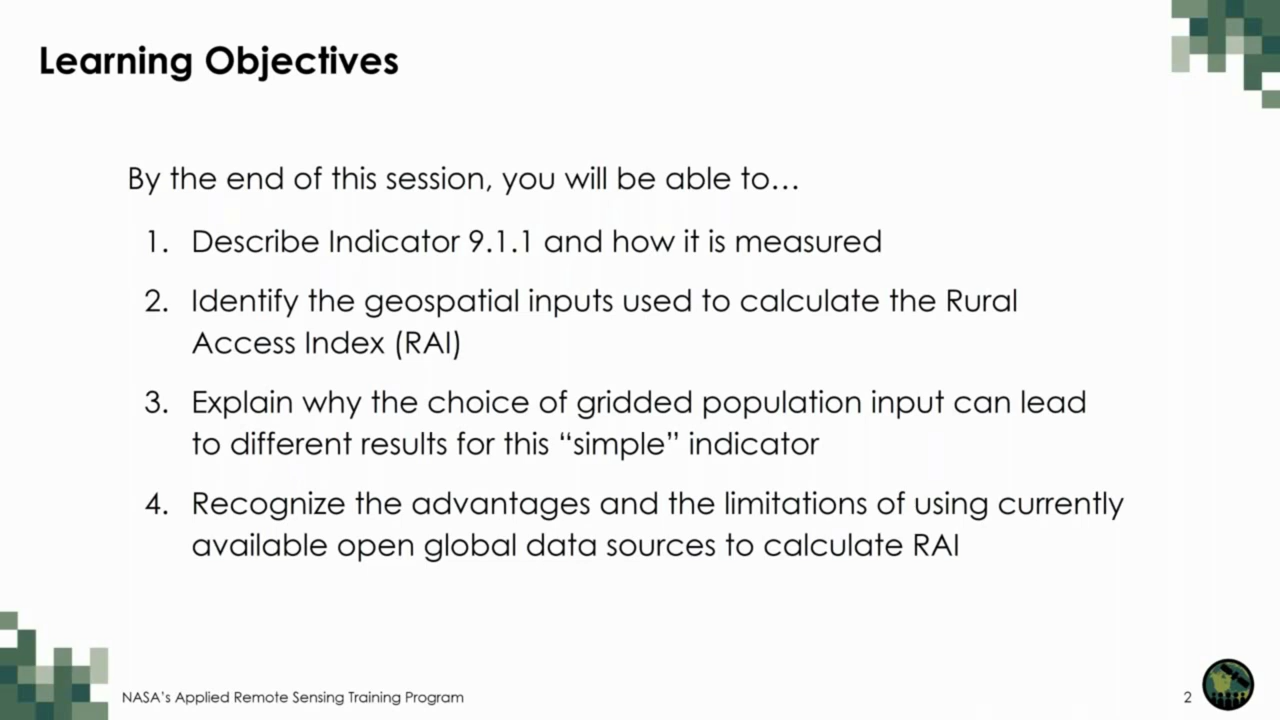 Learning Objectives
By the end of this session, you will be able to…
1. Describe Indicator 9.1.1 and how it is measured
2. Identify the geospatial inputs used to calculate the Rural
Access Index (RAI)
3. Explain why the choice of gridded population input can lead
to different results for this “simple” indicator
4. Recognize the advantages and the limitations of using currently
available open global data sources to calculate RAI
NASA’s Applied Remote Sensing Training Program
2